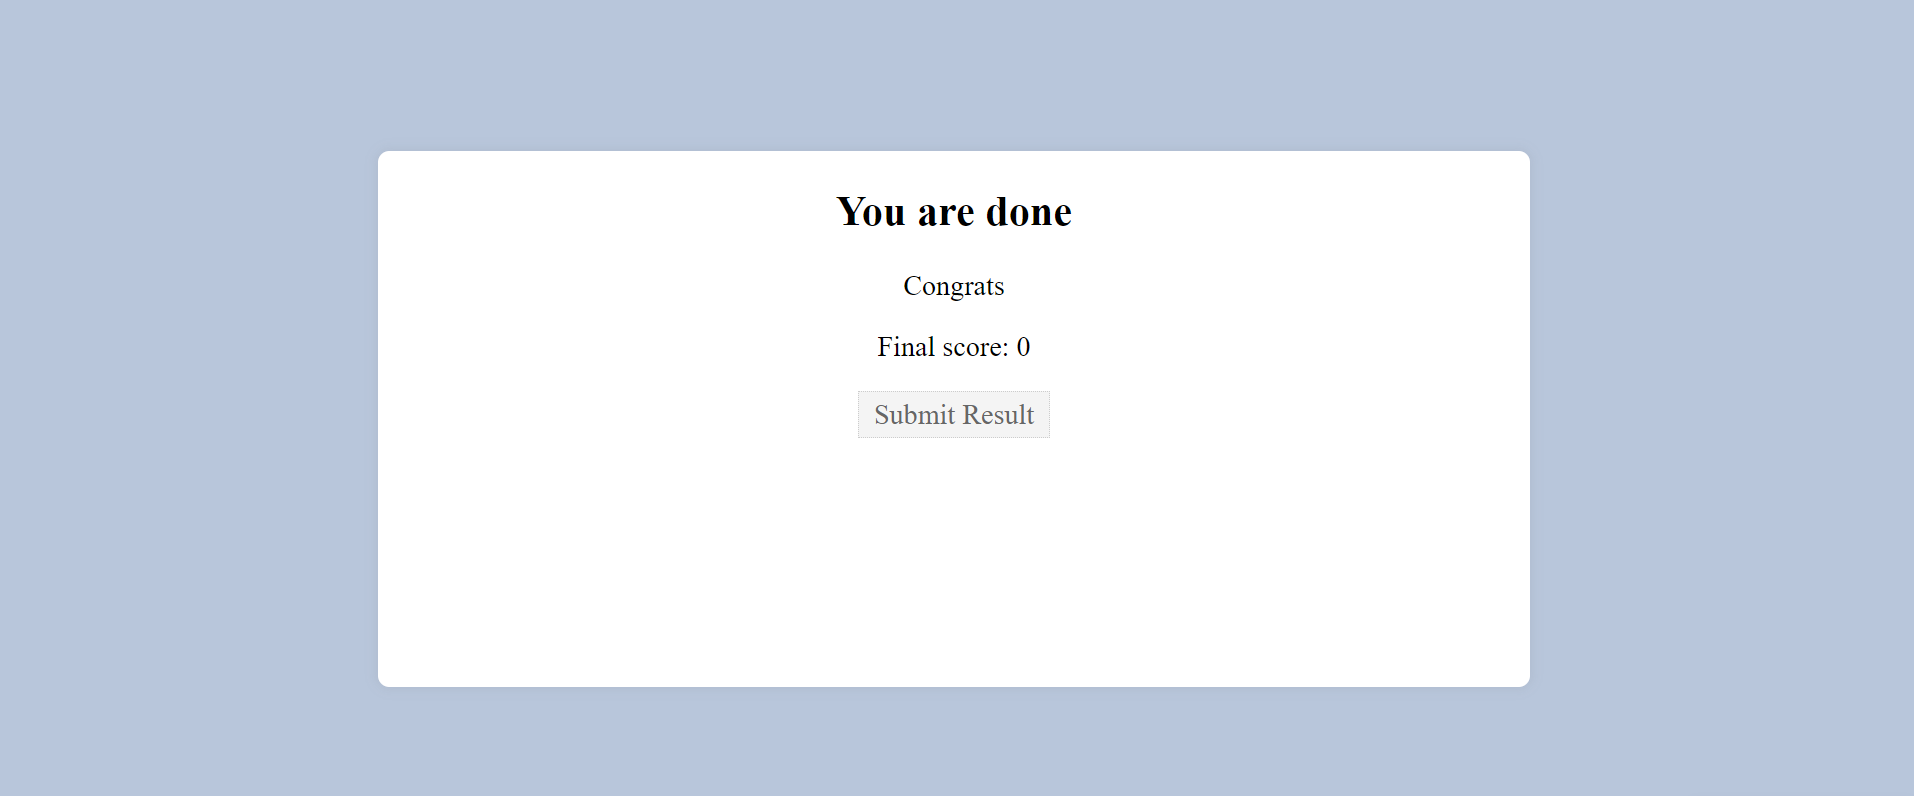 You are done
Congrats
Final score: 0
Submit Result